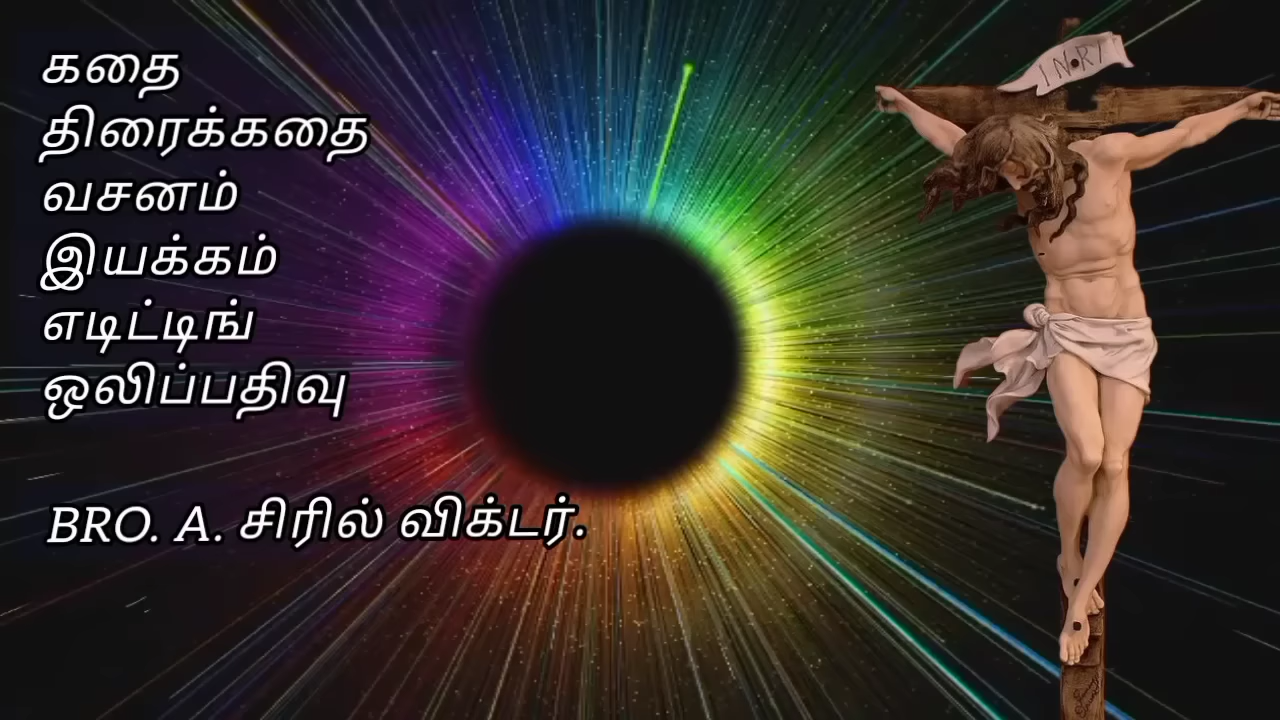 கதை
திரைக்கதை
வசனம்
இயக்கம்
எடிட்டிங்
ஒலிப்பதிவு
BRO. A. சிரில் விக்டர்.
INRI